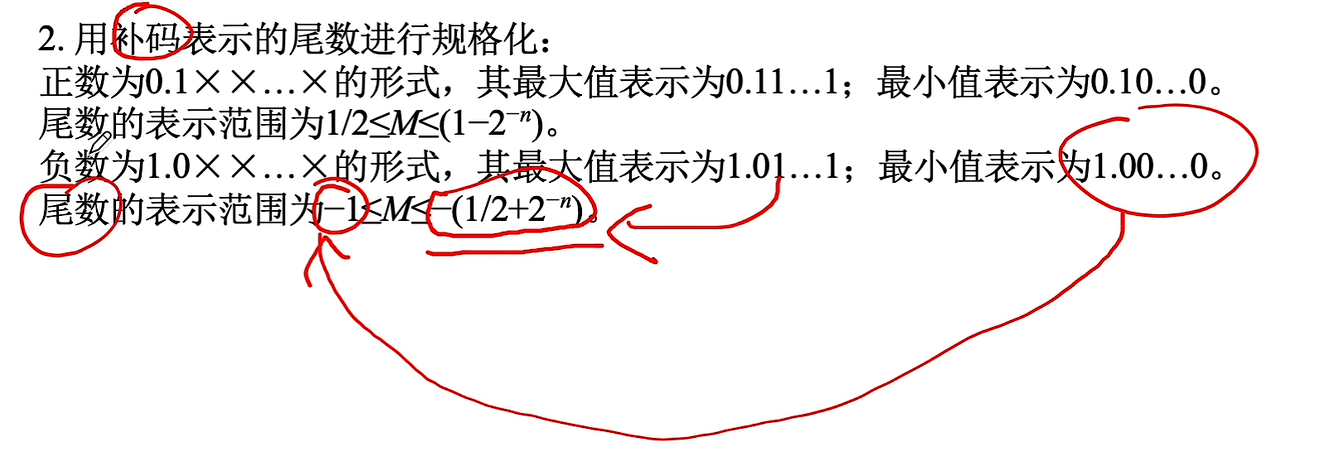 2. 用补码表示的尾数进行规格化：
正数为0.1××…×的形式，其最大值表示为0.11…1；最小值表示为0.10…0。
尾数的表示范围为1/2≤M≤(1−2⁻ⁿ)。
负数为1.0××…×的形式，其最大值表示为1.01…1；最小值表示为1.00…0。
尾数的表示范围为−1≤M≤−(1/2+2⁻ⁿ)。